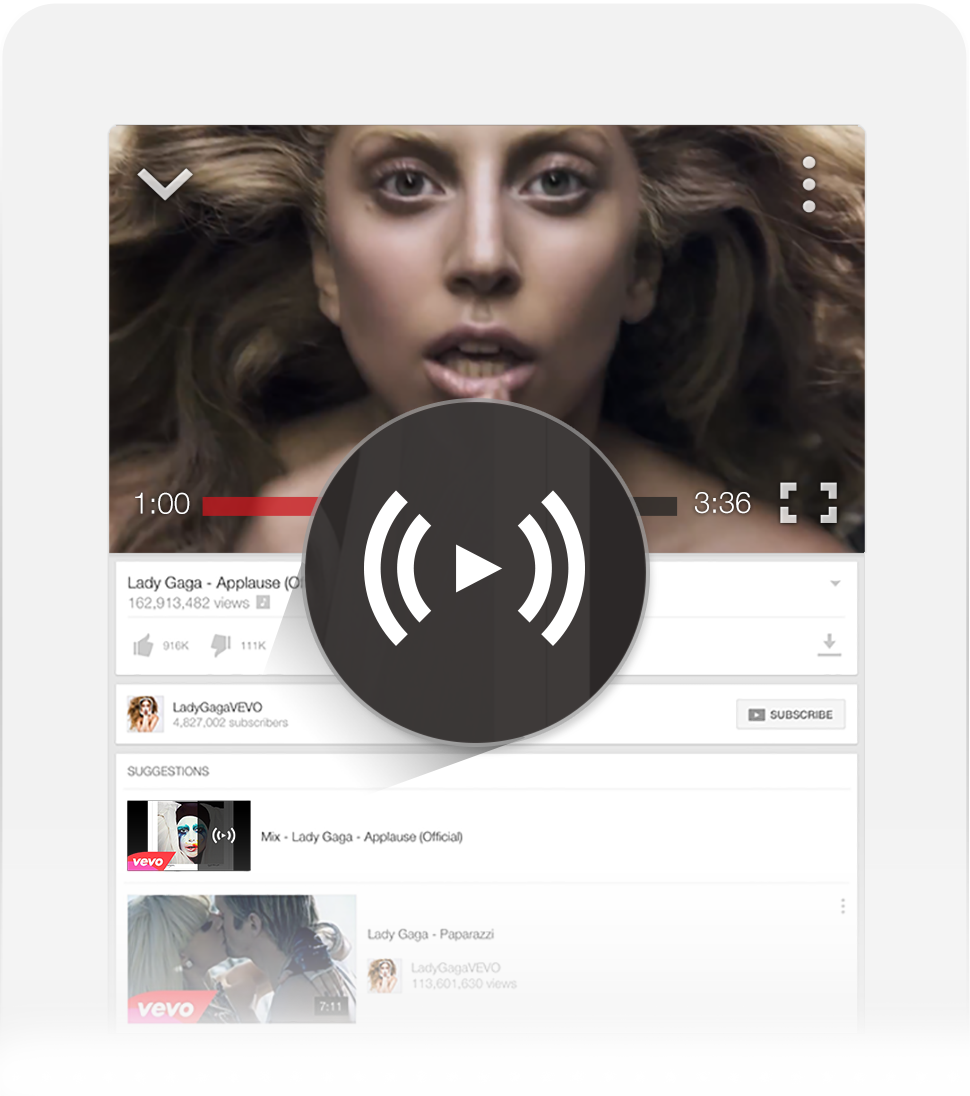 1:00
3:36
Lady Gaga - Applause (O
162,913,482 views
916K
111K
LadyGagaVEVO
4,827,002 subscribers
SUBSCRIBE
SUGGESTIONS
Mix - Lady Gaga - Applause (Official)
vevo
Lady Gaga - Paparazzi
LadyGagaVEVO
113,601,630 views
vevo
7:11